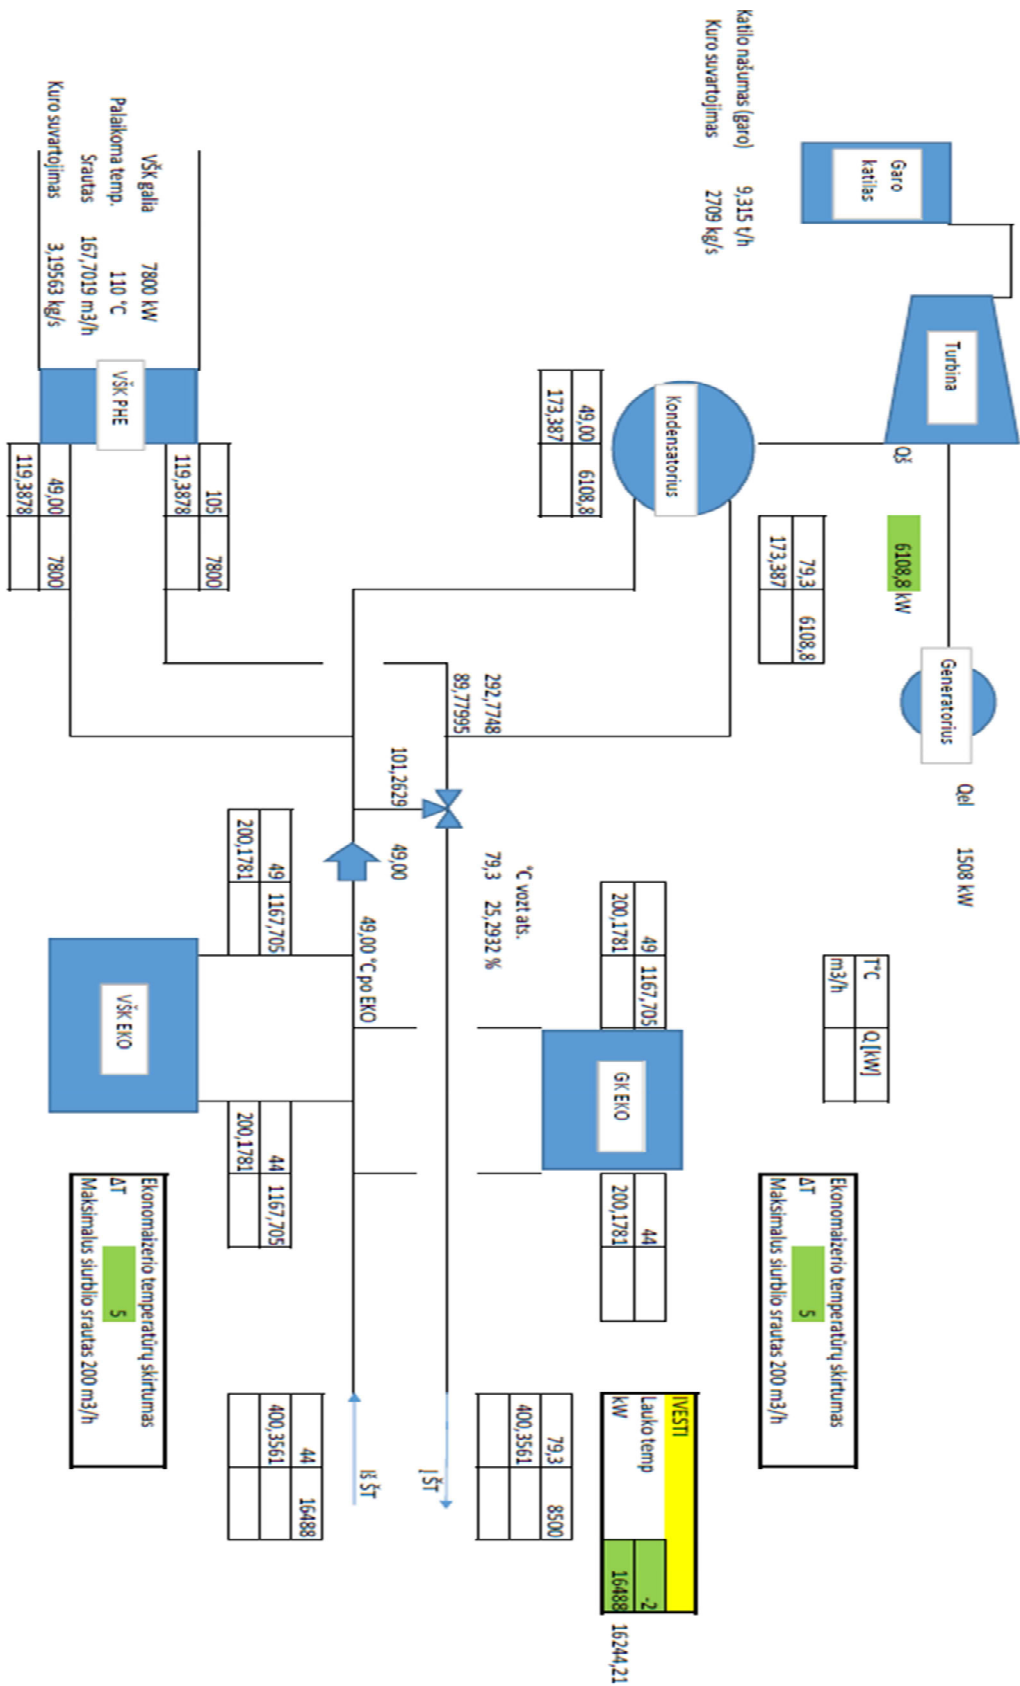 Garo
katilas
Katilo našumas (garo) 9,315 t/h
Kuro suvartojimas 2709 kg/s
Turbina
Qš 6108,8 kW
Generatorius
Qel 1508 kW
Kondensatorius
79,3 6108,8
173,387
49,00 6108,8
173,387
T°C Q [kW]
m3/h
Ekonomaizerio temperatūrų skirtumas
ΔT 5
Maksimalus siurblio srautas 200 m3/h
GK EKO
49 1167,705
200,1781
44
200,1781
ĮVESTI
Lauko temp -2
kW 16488 16244,21
°C vozt ats.
79,3 25,2932 %
292,7748
89,77995
101,2629
49,00
49,00 °C po EKO
79,3 8500
400,3561
Į ŠT
Iš ŠT
44 16488
400,3561
VŠK galia 7800 kW
Palaikoma temp. 110 °C
Srautas 167,7019 m3/h
Kuro suvartojimas 3,19563 kg/s
VŠK PHE
105 7800
119,3878
49,00 7800
119,3878
49 1167,705
200,1781
44 1167,705
200,1781
VŠK EKO
Ekonomaizerio temperatūrų skirtumas
ΔT 5
Maksimalus siurblio srautas 200 m3/h